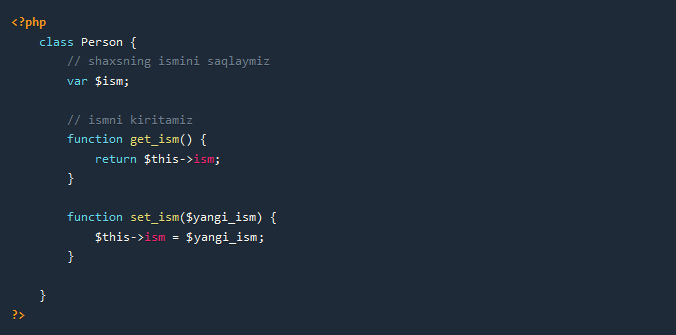 <?php
class Person {
// shaxsning ismini saqlaymiz
var $ism;
// ismni kiritamiz
function get_ism() {
return $this->ism;
}
function set_ism($yangi_ism) {
$this->ism = $yangi_ism;
}
}
?>